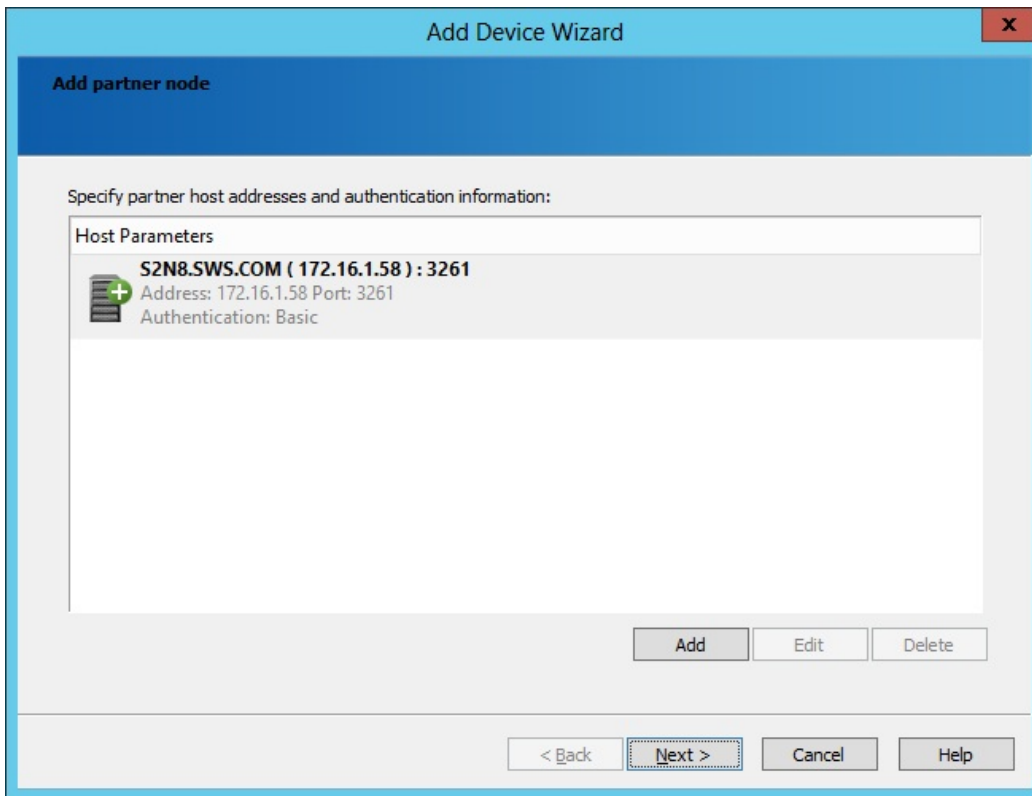 Add Device Wizard
x
Add partner node
Specify partner host addresses and authentication information:
Host Parameters
S2N8.SWS.COM ( 172.16.1.58 ) : 3261
Address: 172.16.1.58 Port: 3261
Authentication: Basic
Add Edit Delete
< Back Next > Cancel Help